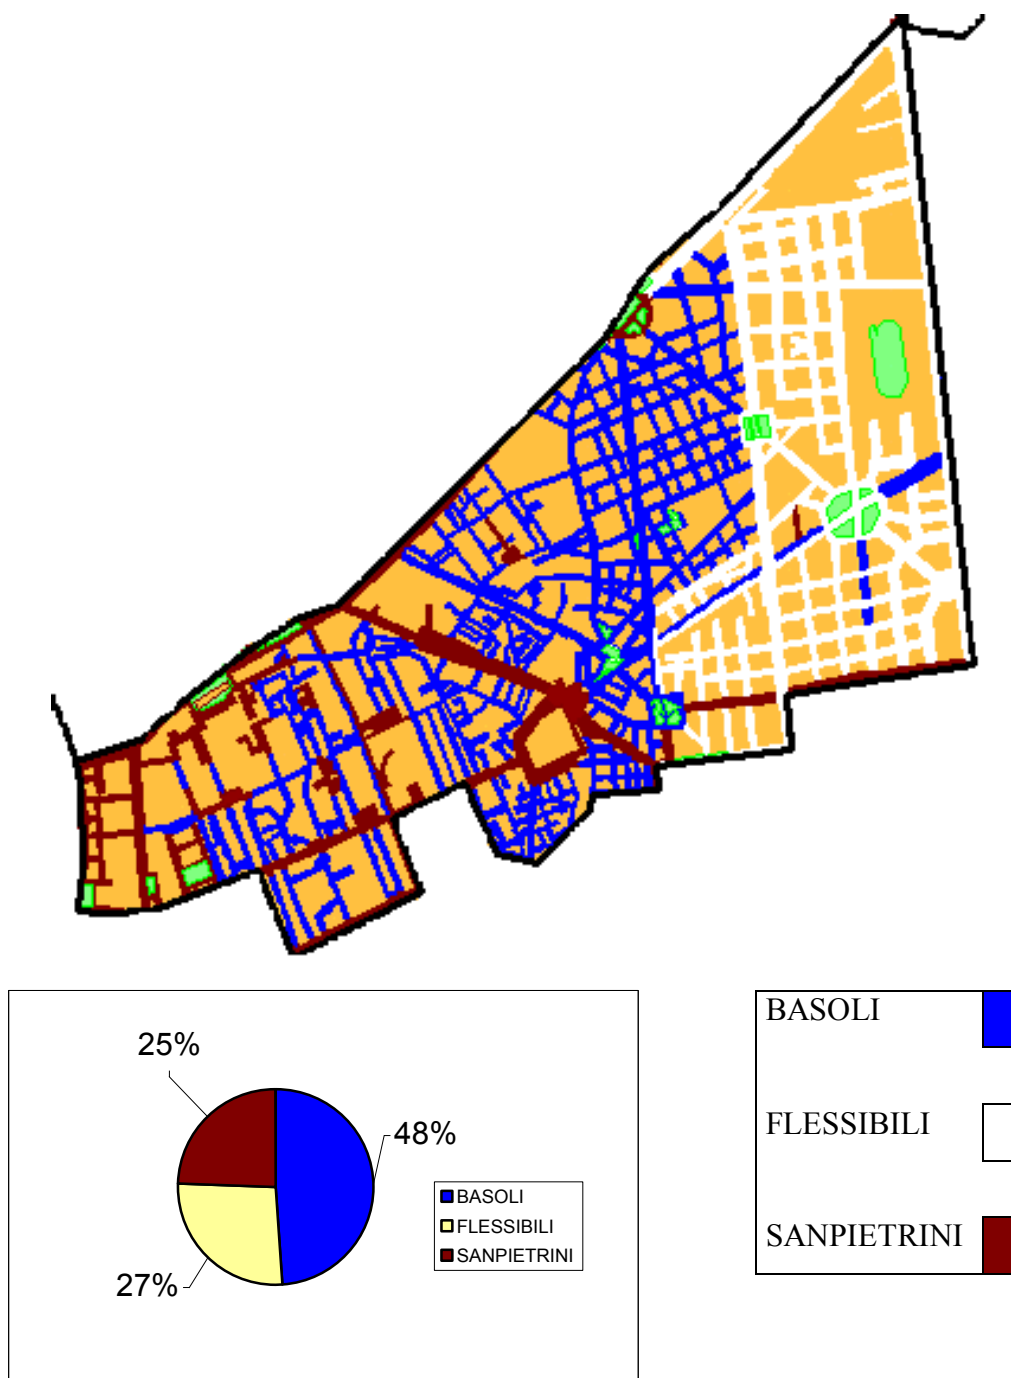 25%
48%
27%
BASOLI
FLESSIBILI
SANPIETRINI
BASOLI
FLESSIBILI
SANPIETRINI